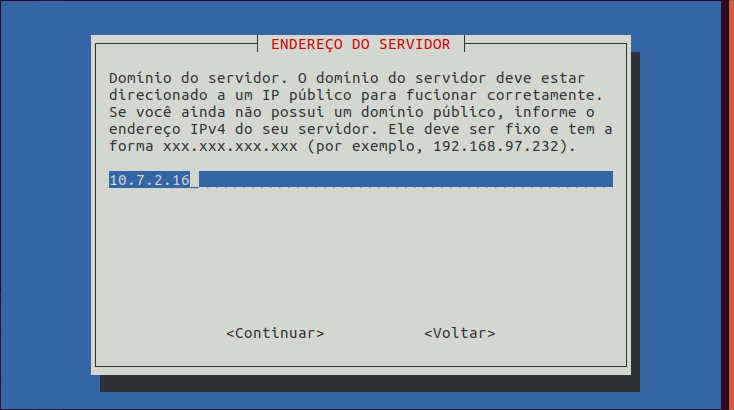 ENDEREÇO DO SERVIDOR
Domínio do servidor. O domínio do servidor deve estar
direcionado a um IP público para fucionar corretamente.
Se você ainda não possui um domínio público, informe o
endereço IPv4 do seu servidor. Ele deve ser fixo e tem a
forma xxx.xxx.xxx.xxx (por exemplo, 192.168.97.232).
10.7.2.16
<Continuar> <Voltar>